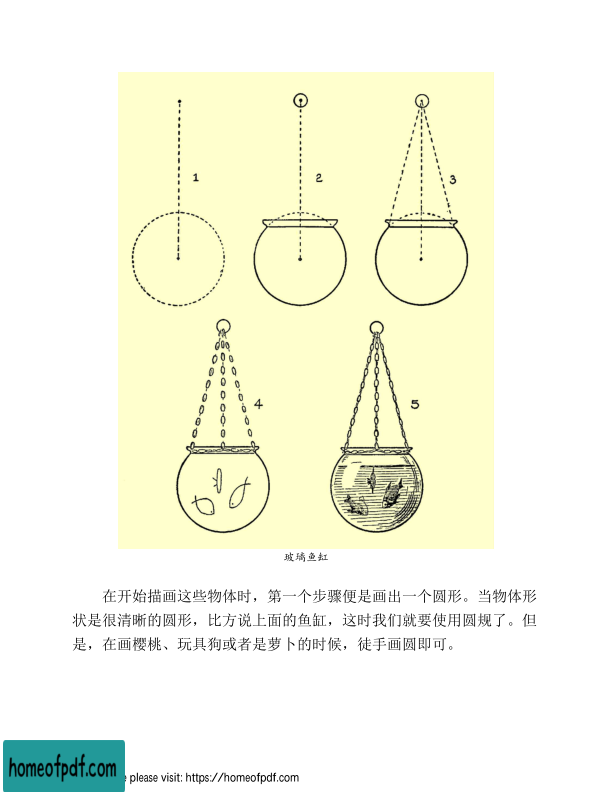 1
2
3
4
5
玻璃鱼缸
在开始描画这些物体时，第一个步骤便是画出一个圆形。当物体形
状是很清晰的圆形，比方说上面的鱼缸，这时我们就要使用圆规了。但
是，在画樱桃、玩具狗或者是萝卜的时候，徒手画圆即可。
homeofpdf.com
please visit: https://homeofpdf.com